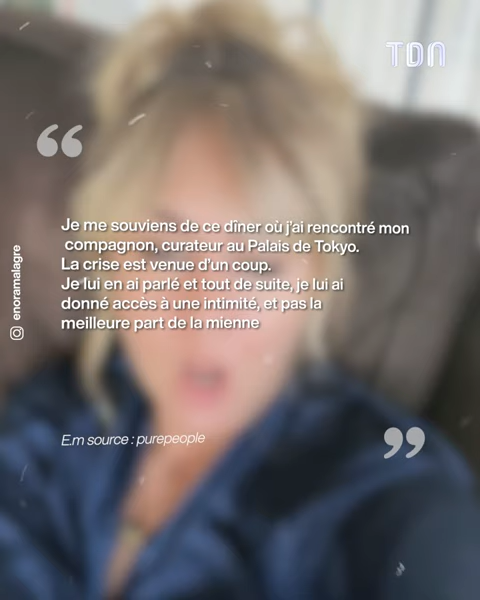 TDN
“
Je me souviens de ce dîner où j’ai rencontré mon
compagnon, curateur au Palais de Tokyo.
La crise est venue d’un coup.
Je lui en ai parlé et tout de suite, je lui ai
donné accès à une intimité, et pas la
meilleure part de la mienne
enoramalagre
E.m source : purepeople
”